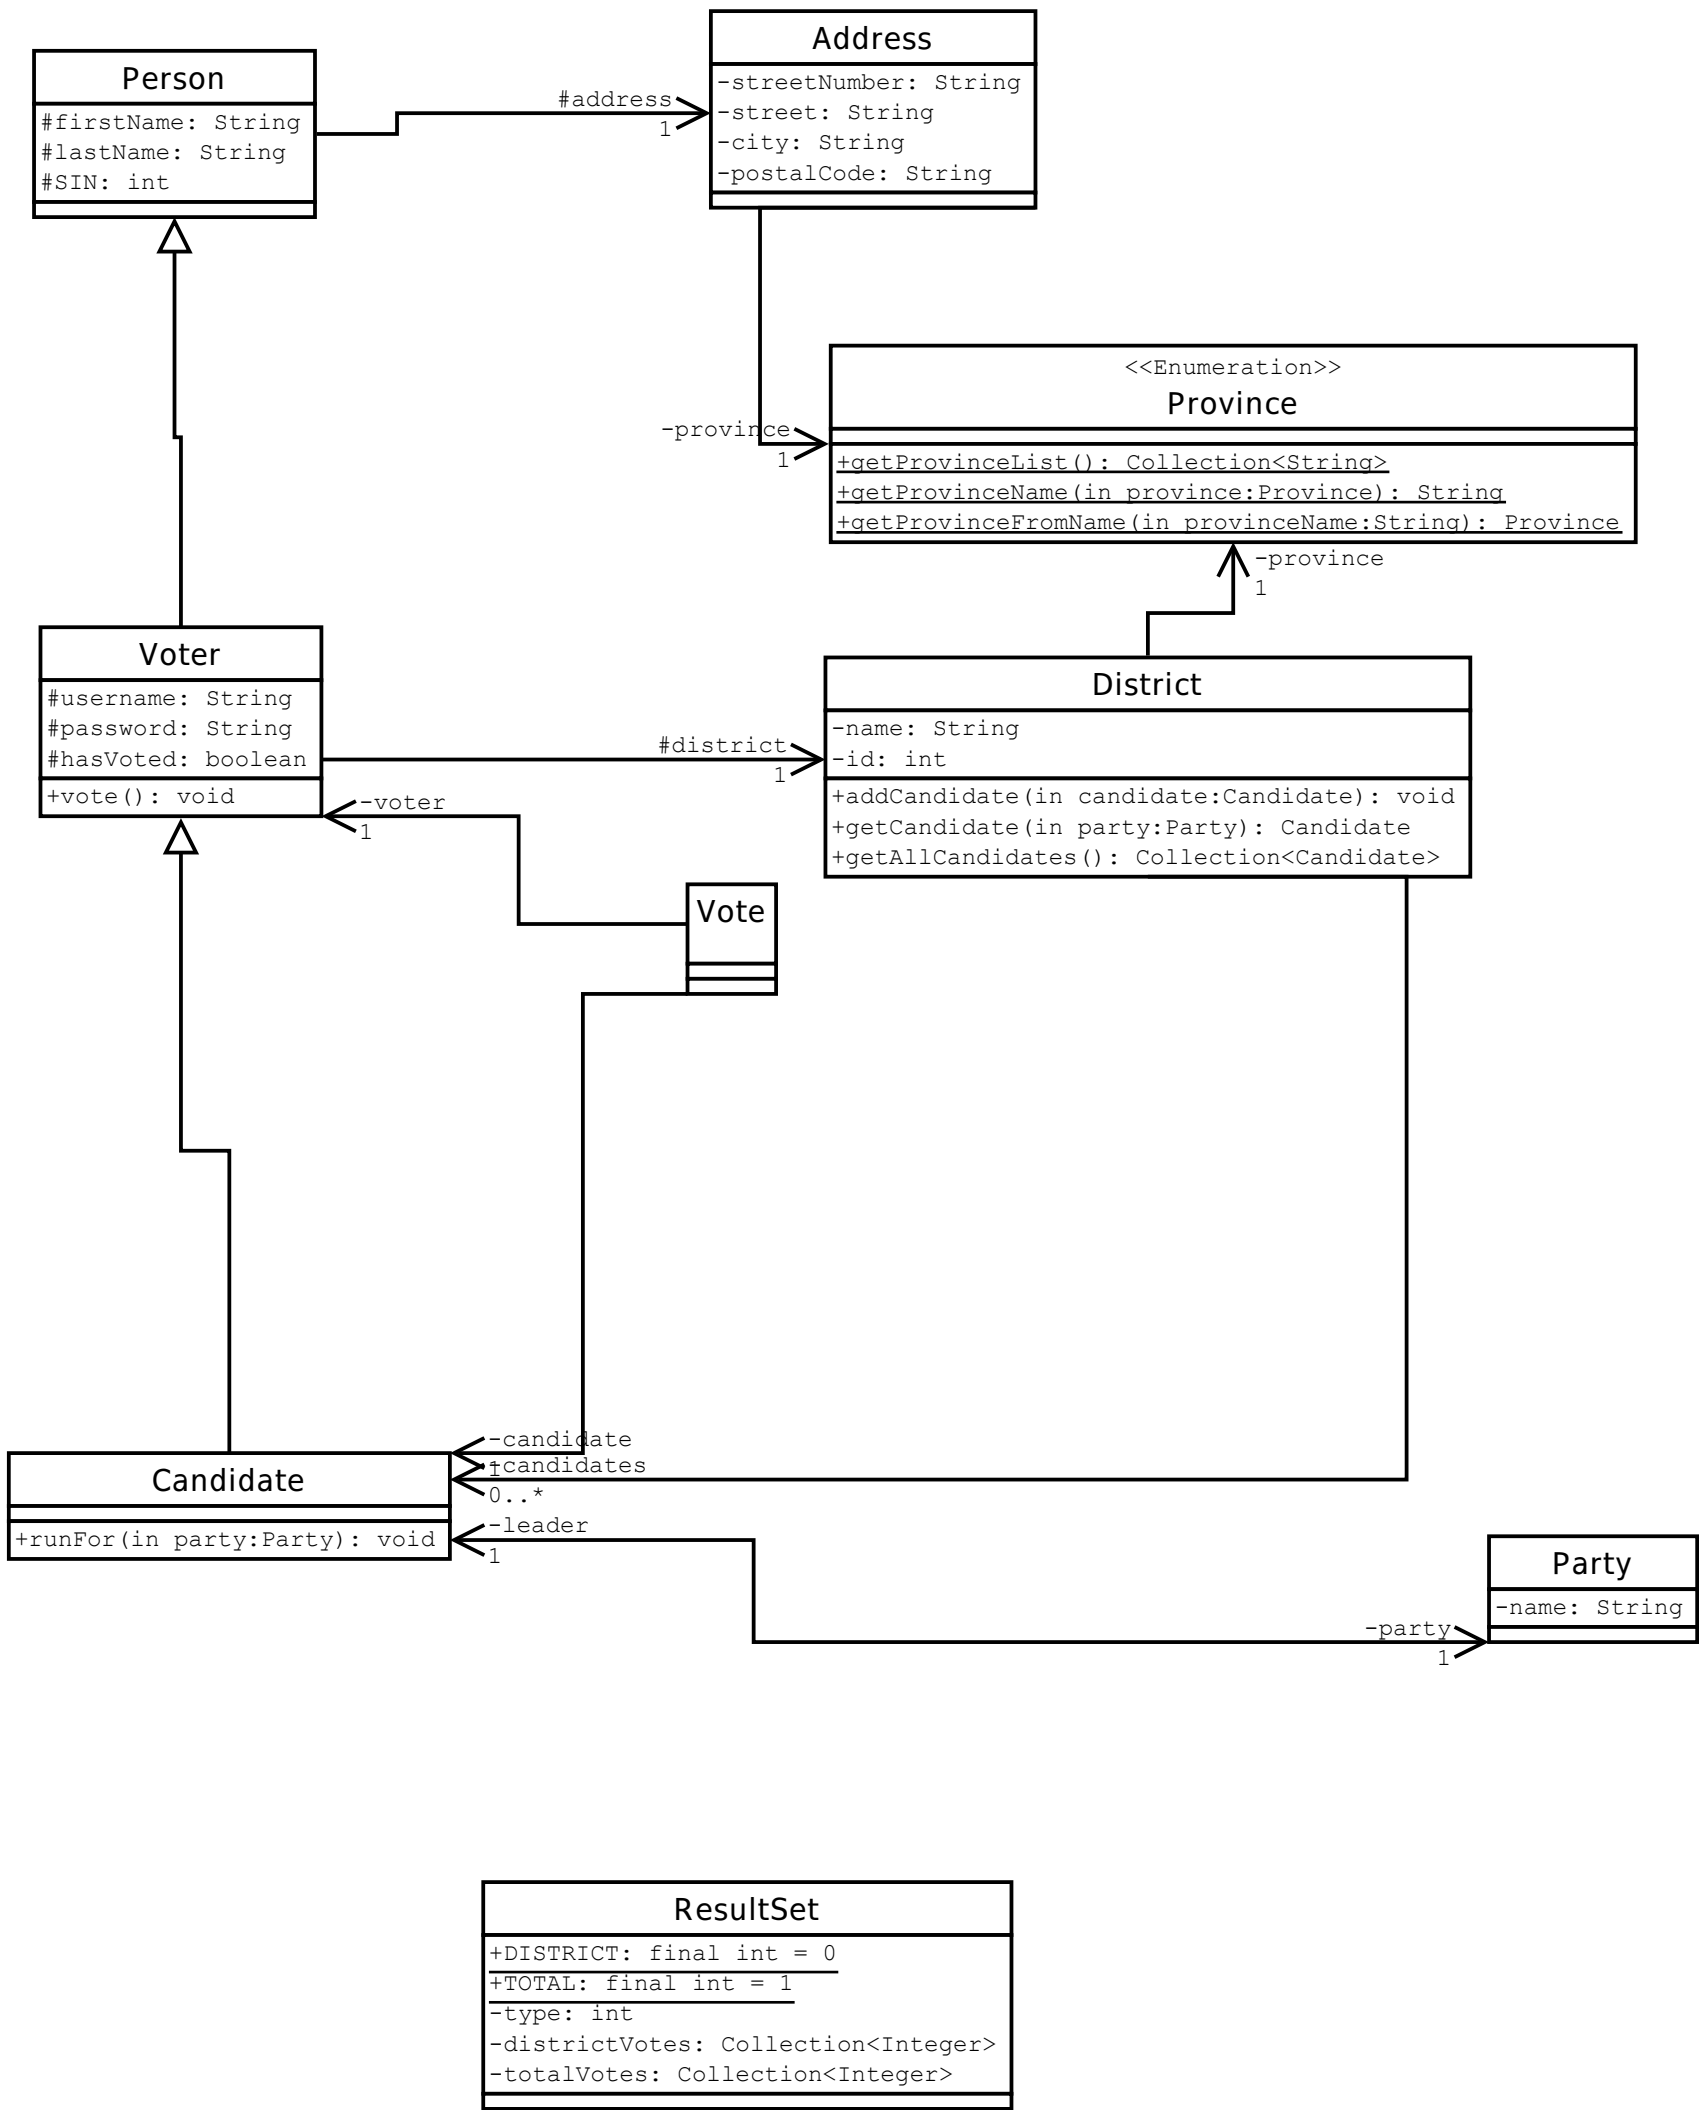 Person
#firstName: String
#lastName: String
#SIN: int
#address
1
Address
-streetNumber: String
-street: String
-city: String
-postalCode: String
-province
1
<<Enumeration>>
Province
+getProvinceList(): Collection<String>
+getProvinceName(in province:Province): String
+getProvinceFromName(in provinceName:String): Province
-province
1
Voter
#username: String
#password: String
#hasVoted: boolean
+vote(): void
#district
1
District
-name: String
-id: int
+addCandidate(in candidate:Candidate): void
+getCandidate(in party:Party): Candidate
+getAllCandidates(): Collection<Candidate>
-voter
1
Vote
-candidate
1
-candidates
0..*
Candidate
+runFor(in party:Party): void
-leader
1
Party
-name: String
-party
1
ResultSet
+DISTRICT: final int = 0
+TOTAL: final int = 1
-type: int
-districtVotes: Collection<Integer>
-totalVotes: Collection<Integer>